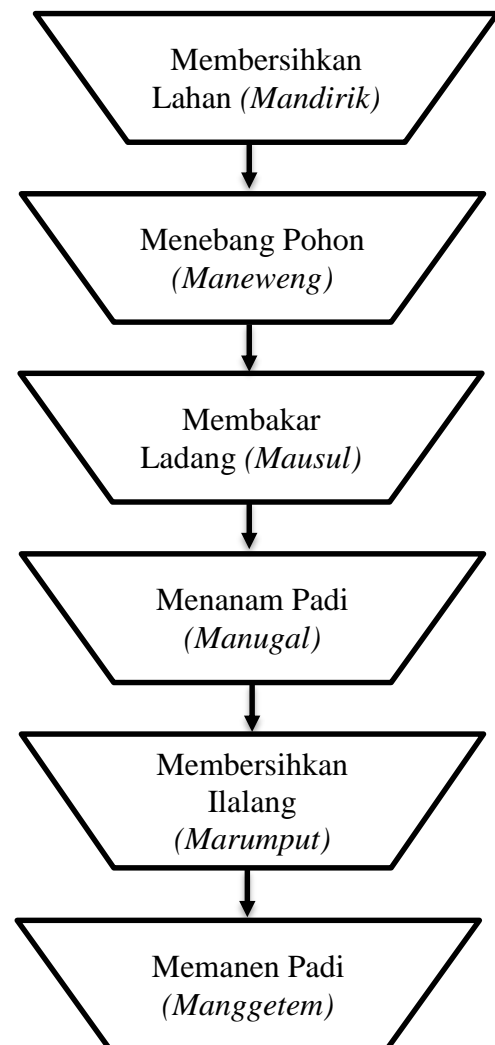 Membersihkan
Lahan (Mandirik)
Menebang Pohon
(Maneweng)
Membakar
Ladang (Mausul)
Menanam Padi
(Manugal)
Membersihkan
Ilalang
(Marumput)
Memanen Padi
(Manggetem)